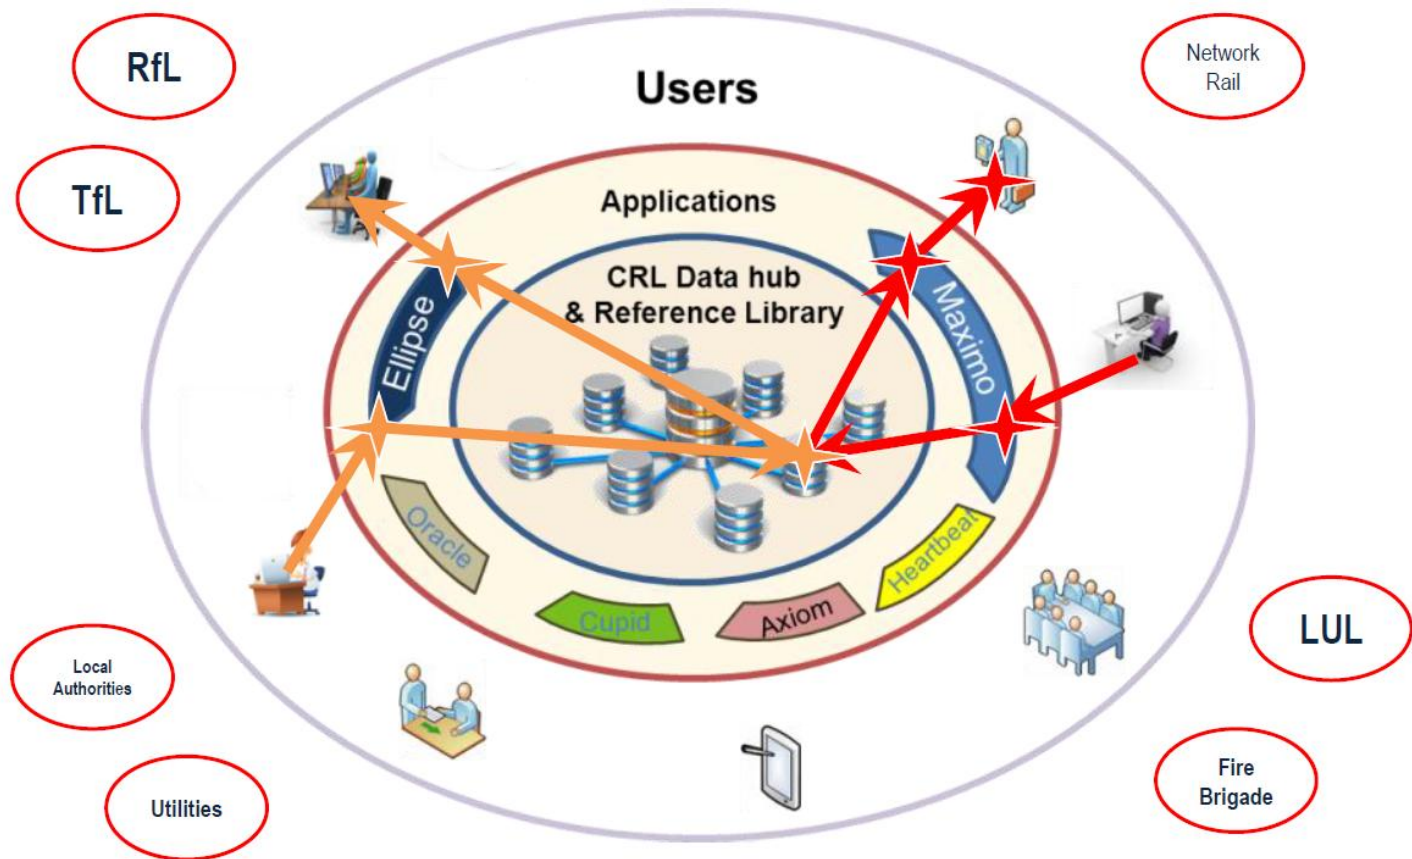 RfL
Network
Rail
Users
TfL
Applications
CRL Data hub
& Reference Library
Ellipse
Maximo
Oracle
Heartbeat
Cupid
Axiom
LUL
Local
Authorities
Fire
Brigade
Utilities